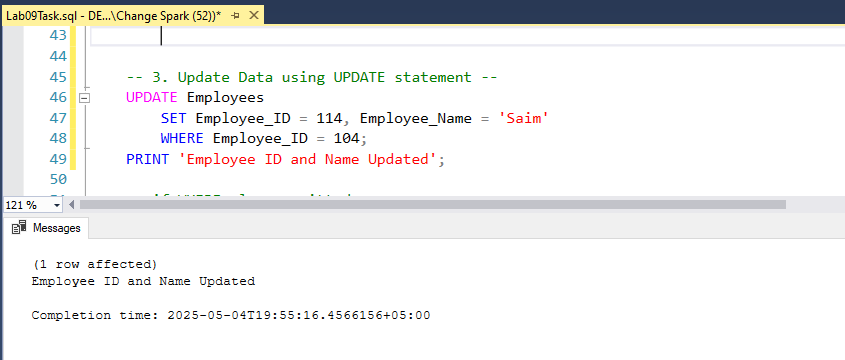 Lab09Task.sql - DE...\Change Spark (52))*
43
44
45 -- 3. Update Data using UPDATE statement --
46 UPDATE Employees
47 SET Employee_ID = 114, Employee_Name = 'Saim'
48 WHERE Employee_ID = 104;
49 PRINT 'Employee ID and Name Updated';
50
121 %
Messages
(1 row affected)
Employee ID and Name Updated
Completion time: 2025-05-04T19:55:16.4566156+05:00